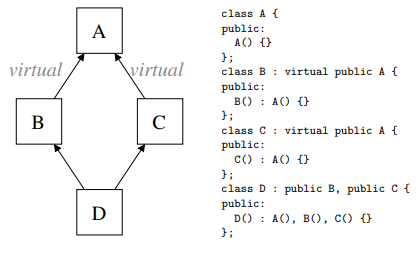 A
virtual
virtual
B
C
D
class A {
public:
  A() {}
};
class B : virtual public A {
public:
  B() : A() {}
};
class C : virtual public A {
public:
  C() : A() {}
};
class D : public B, public C {
public:
  D() : A(), B(), C() {}
};